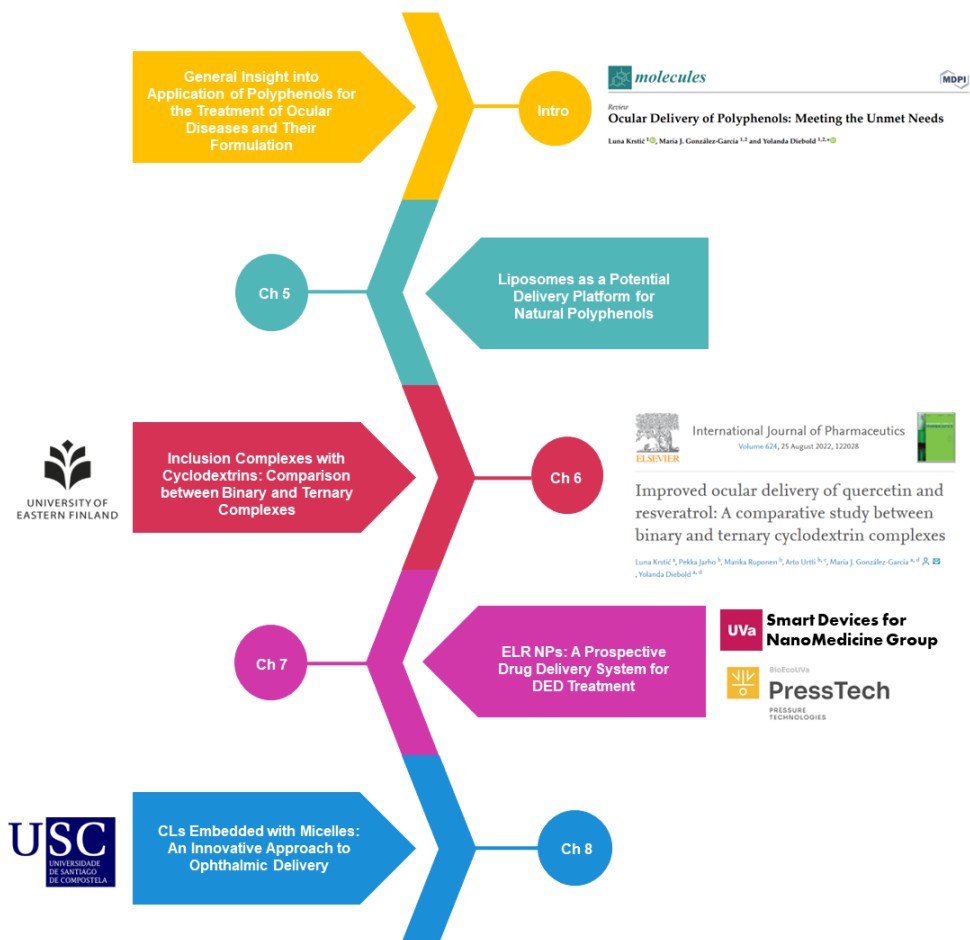 General Insight into
Application of Polyphenols for
the Treatment of Ocular
Diseases and Their
Formulation
Intro
molecules
MDPI
Review
Ocular Delivery of Polyphenols: Meeting the Unmet Needs
Luna Krstić 1, María J. González-García 1,2 and Yolanda Diebold 1,2,*
Ch 5
Liposomes as a Potential
Delivery Platform for
Natural Polyphenols
UNIVERSITY OF
EASTERN FINLAND
Inclusion Complexes with
Cyclodextrins: Comparison
between Binary and Ternary
Complexes
Ch 6
ELSEVIER
International Journal of Pharmaceutics
Volume 624, 25 August 2022, 122028
Improved ocular delivery of quercetin and
resveratrol: A comparative study between
binary and ternary cyclodextrin complexes
Luna Krstić a, Pekka Jarho b, Marika Ruponen b, Arto Urtti b, c, María J. González-García a, d
, Yolanda Diebold a, d
Ch 7
ELR NPs: A Prospective
Drug Delivery System for
DED Treatment
UVa
Smart Devices for
NanoMedicine Group
BioEcoUVa
PressTech
PRESSURE
TECHNOLOGIES
USC
UNIVERSIDADE
DE SANTIAGO
DE COMPOSTELA
CLs Embedded with Micelles:
An Innovative Approach to
Ophthalmic Delivery
Ch 8